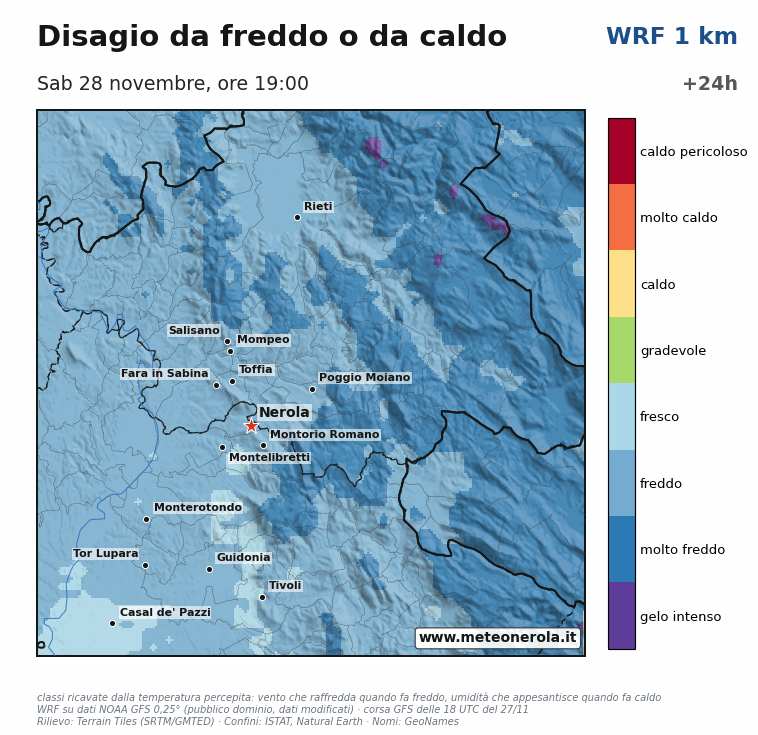 Disagio da freddo o da caldo
WRF 1 km
Sab 28 novembre, ore 19:00
+24h
caldo pericoloso
molto caldo
caldo
gradevole
fresco
freddo
molto freddo
gelo intenso
Rieti
Salisano
Mompeo
Toffia
Fara in Sabina
Poggio Moiano
Nerola
Montorio Romano
Montelibretti
Monterotondo
Tor Lupara
Guidonia
Tivoli
Casal de' Pazzi
www.meteonerola.it
classi ricavate dalla temperatura percepita: vento che raffredda quando fa freddo, umidità che appesantisce quando fa caldo
WRF su dati NOAA GFS 0,25° (pubblico dominio, dati modificati) · corsa GFS delle 18 UTC del 27/11
Rilievo: Terrain Tiles (SRTM/GMTED) · Confini: ISTAT, Natural Earth · Nomi: GeoNames